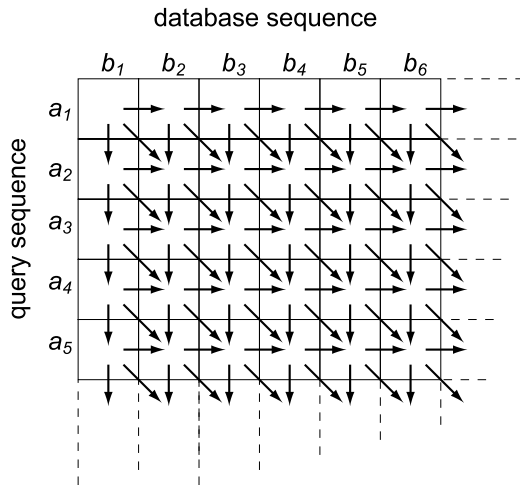 database sequence
b1 b2 b3 b4 b5 b6
query sequence
a1
a2
a3
a4
a5